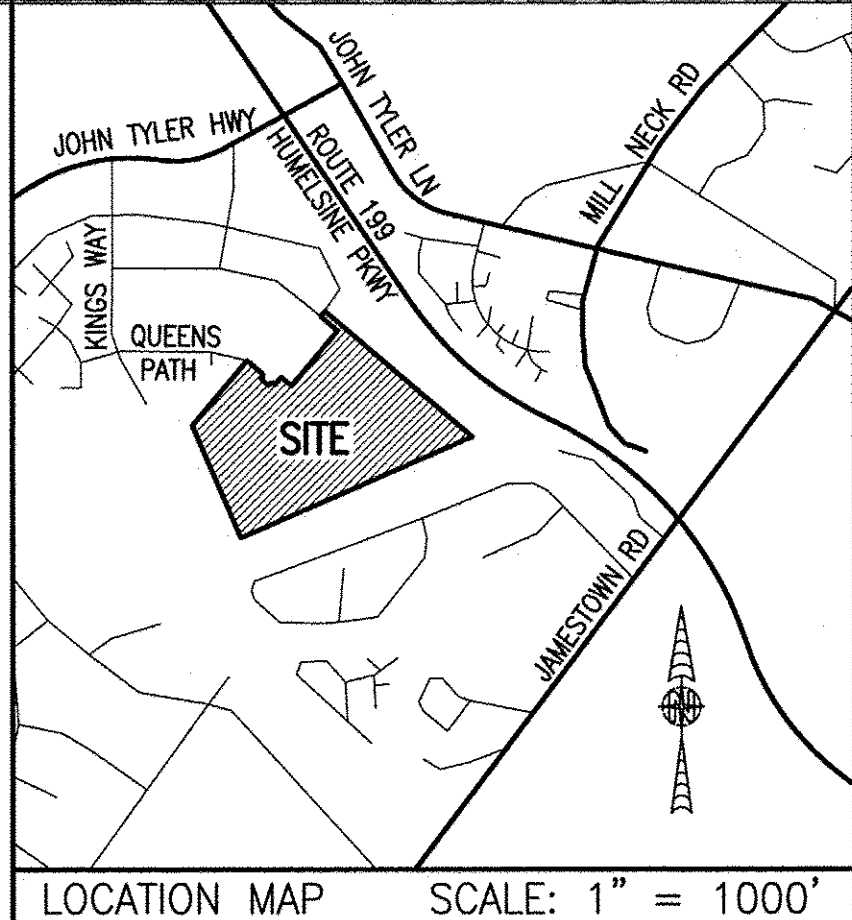 JOHN TYLER HWY
JOHN TYLER LN
ROUTE 199
HUMELSINE PKWY
MILL NECK RD
KINGS WAY
QUEENS
PATH
SITE
JAMESTOWN RD
LOCATION MAP SCALE: 1" = 1000'